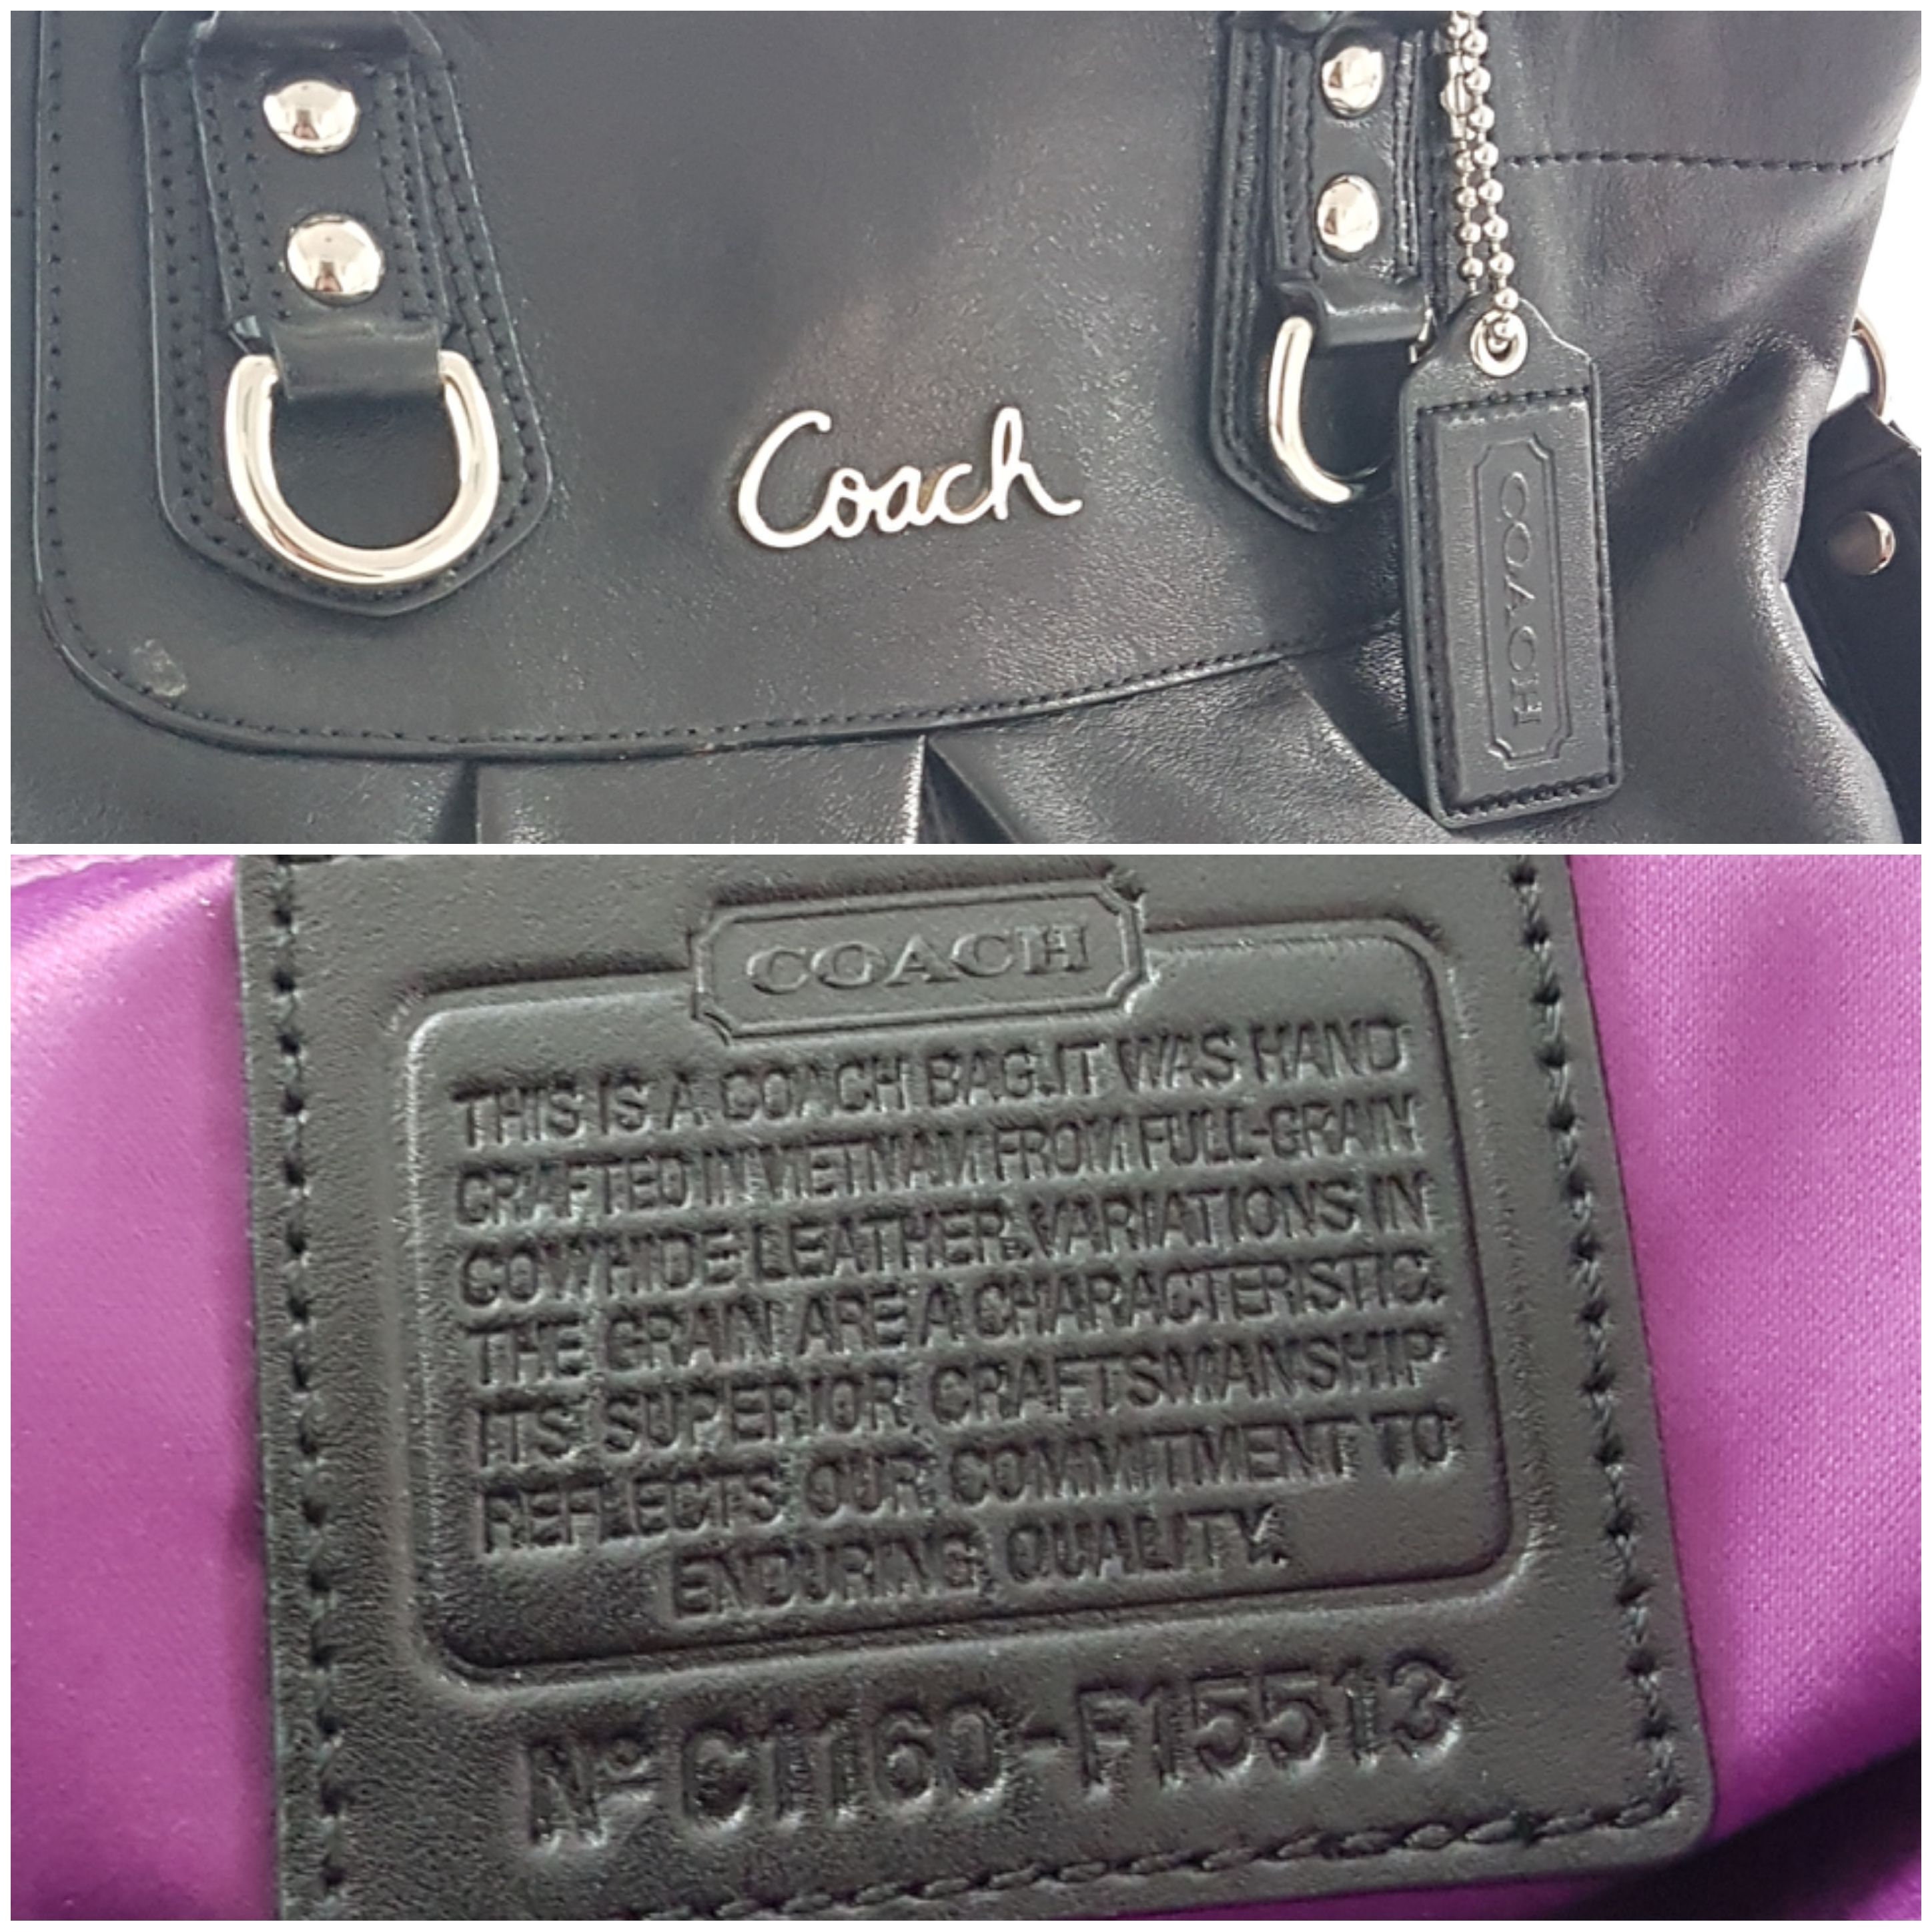 Coach
COACH
COACH
THIS IS A COACH BAG.IT WAS HAND
CRAFTED IN VIETNAM FROM FULL-GRAIN
COWHIDE LEATHER.VARIATIONS IN
THE GRAIN ARE A CHARACTERISTIC.
ITS SUPERIOR CRAFTSMANSHIP
REFLECTS OUR COMMITMENT TO
ENDURING QUALITY.
Nº C1160-F15513